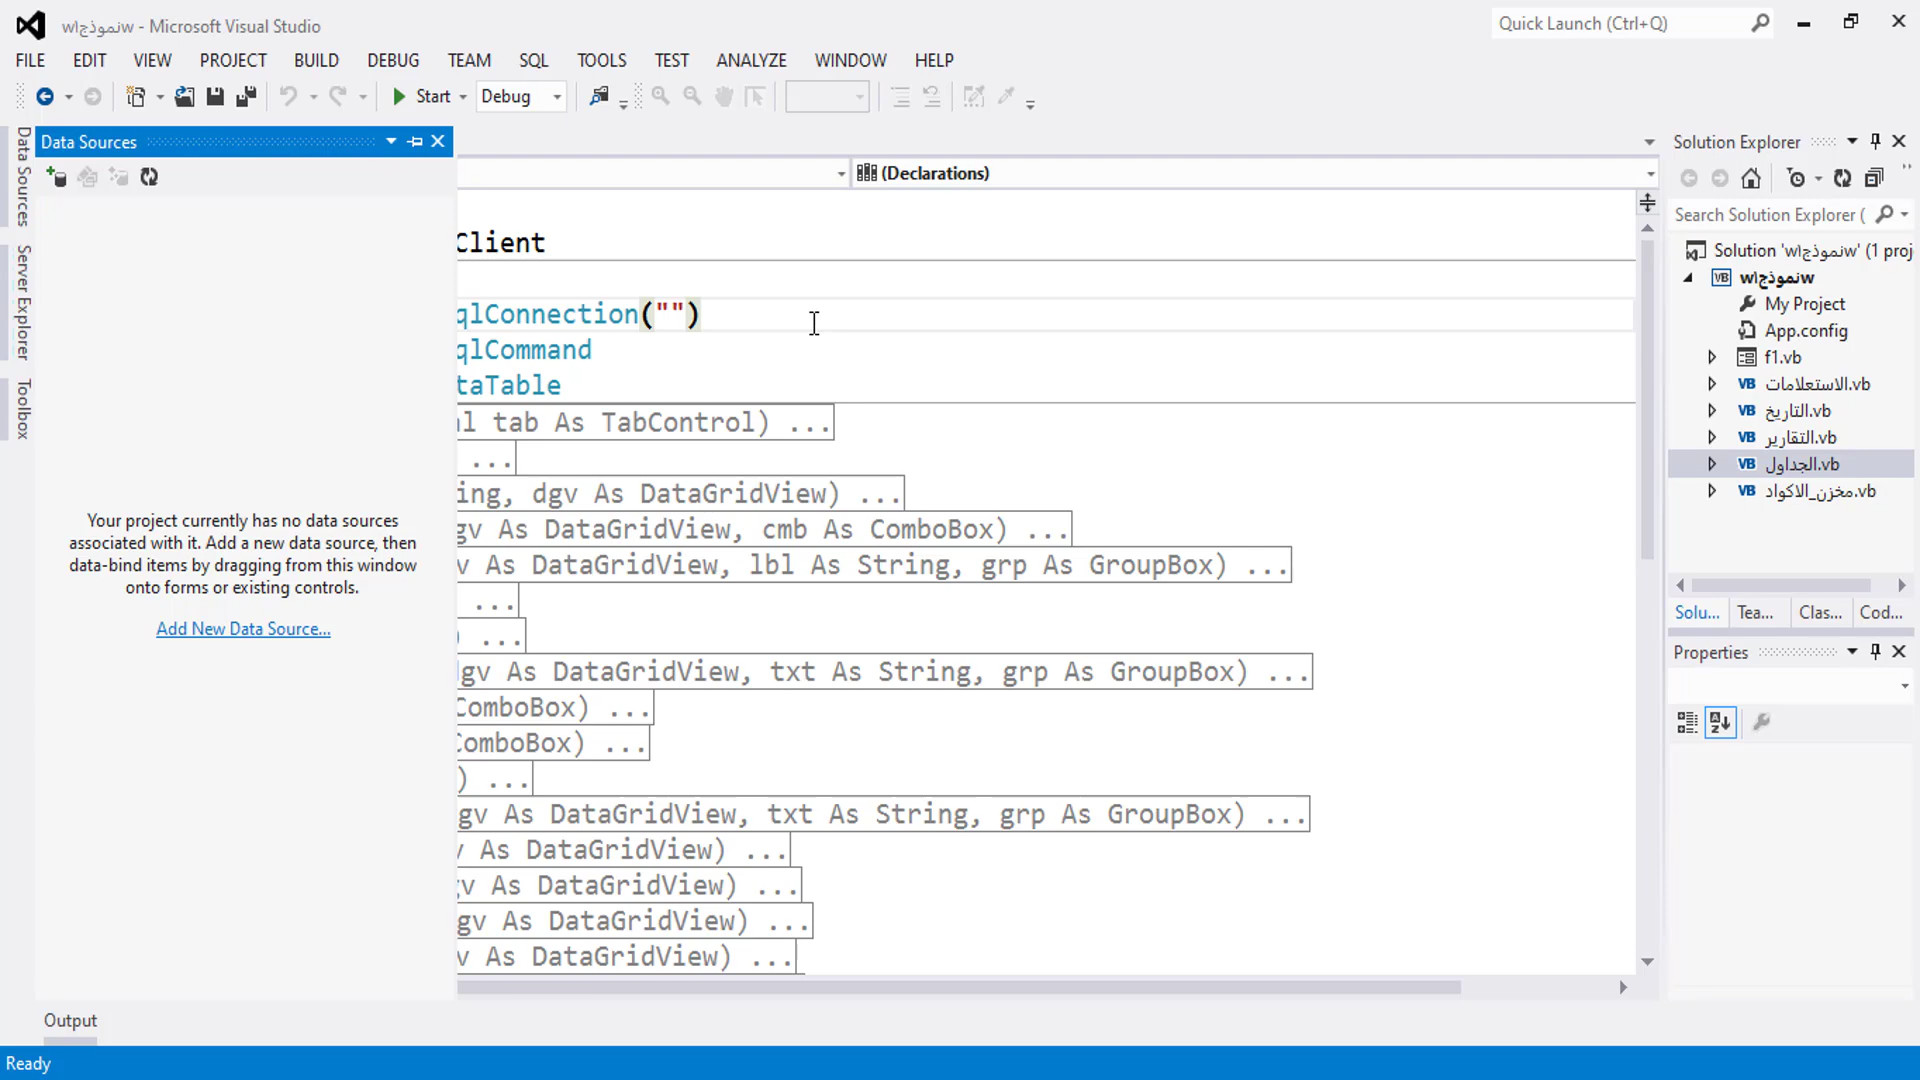 wنموذج\w - Microsoft Visual Studio
Quick Launch (Ctrl+Q)
FILE EDIT VIEW PROJECT BUILD DEBUG TEAM SQL TOOLS TEST ANALYZE WINDOW HELP
Start Debug
Data Sources
Server Explorer
Toolbox
Data Sources
Your project currently has no data sources
associated with it. Add a new data source, then
data-bind items by dragging from this window
onto forms or existing controls.
Add New Data Source...
(Declarations)
Client
qlConnection("")
qlCommand
taTable
l tab As TabControl) ...
...
ing, dgv As DataGridView) ...
gv As DataGridView, cmb As ComboBox) ...
v As DataGridView, lbl As String, grp As GroupBox) ...
...
) ...
dgv As DataGridView, txt As String, grp As GroupBox) ...
ComboBox) ...
ComboBox) ...
) ...
gv As DataGridView, txt As String, grp As GroupBox) ...
v As DataGridView) ...
gv As DataGridView) ...
gv As DataGridView) ...
v As DataGridView) ...
Solution Explorer
Search Solution Explorer (
Solution 'wنموذج\w' (1 proj
wنموذج\w
My Project
App.config
f1.vb
الاستعلامات.vb
التاريخ.vb
التقارير.vb
الجداول.vb
مخزن_الاكواد.vb
Solu... Tea... Clas... Cod...
Properties
Output
Ready